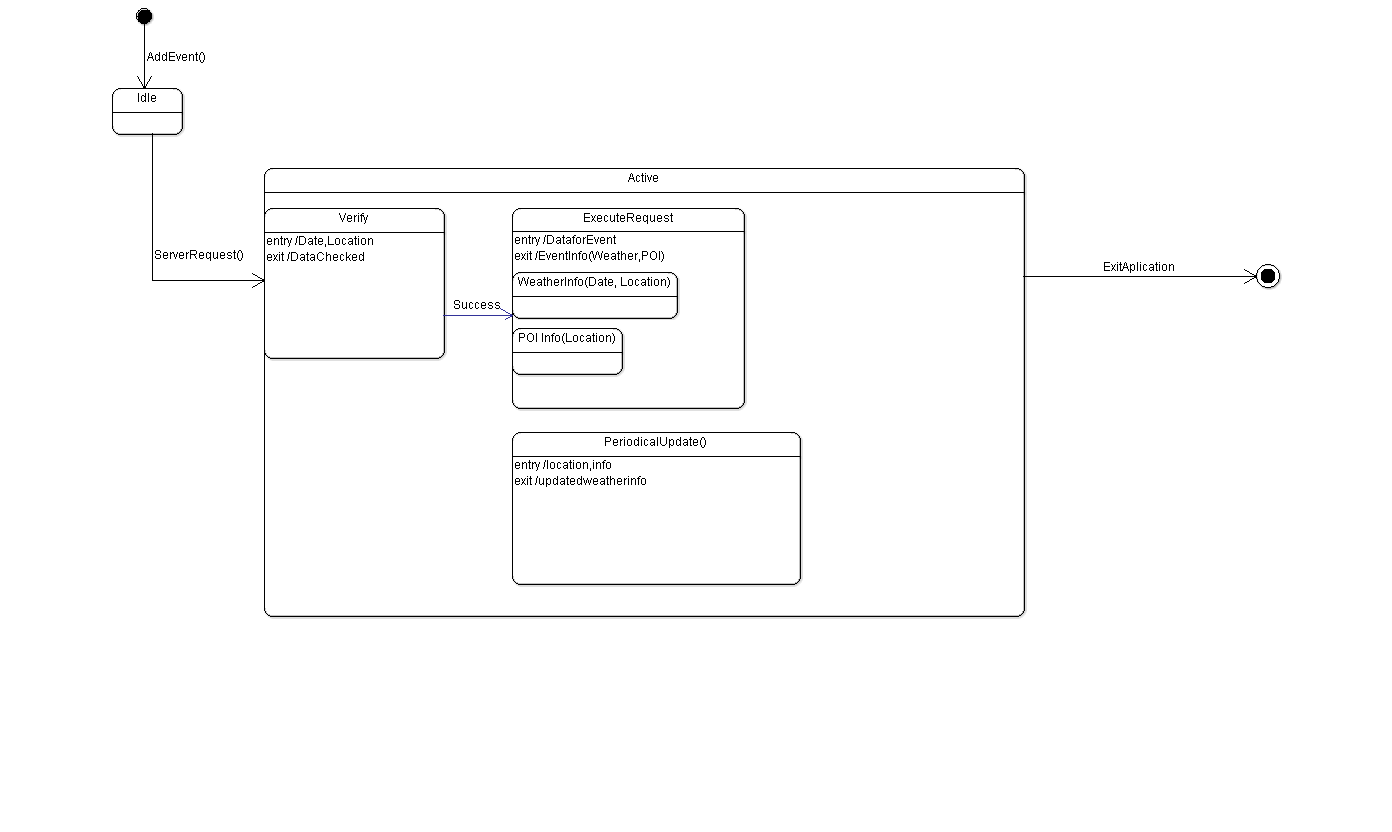 AddEvent()
Idle
Active
Verify
entry /Date,Location
exit /DataChecked
ServerRequest()
Success
ExecuteRequest
entry /DataforEvent
exit /EventInfo(Weather,POI)
WeatherInfo(Date, Location)
POI Info(Location)
PeriodicalUpdate()
entry /location,info
exit /updatedweatherinfo
ExitAplication